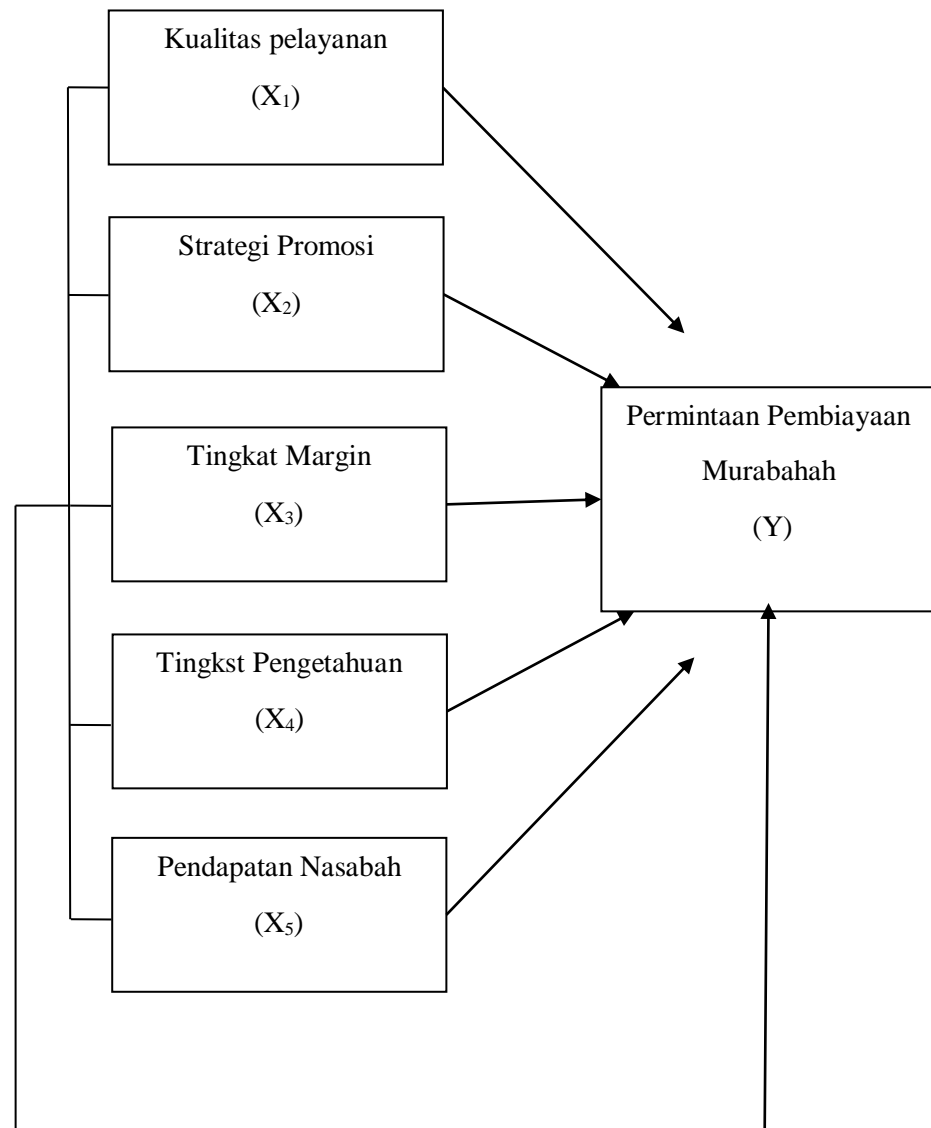 Kualitas pelayanan
(X₁)
Strategi Promosi
(X₂)
Tingkat Margin
(X₃)
Tingkst Pengetahuan
(X₄)
Pendapatan Nasabah
(X₅)
Permintaan Pembiayaan
Murabahah
(Y)